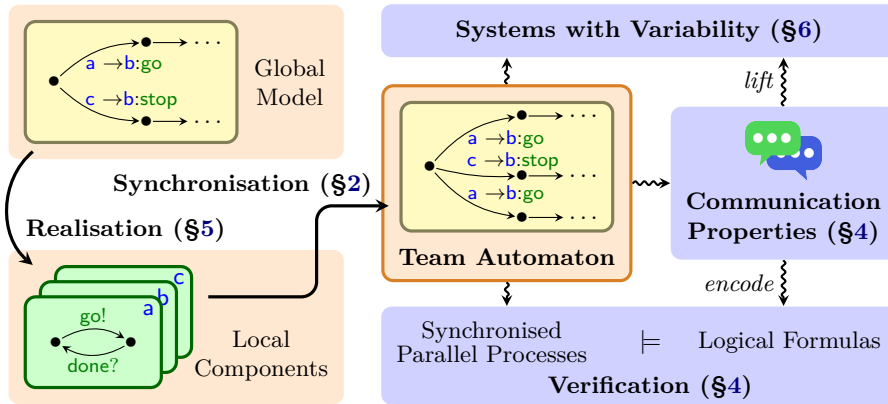 a →b:go
c →b:stop
· · ·
· · ·
Global
Model
Synchronisation (§2)
Realisation (§5)
go!
done?
a
b
c
Local
Components
Systems with Variability (§6)
a →b:go
c →b:stop
a →b:go
· · ·
· · ·
· · ·
Team Automaton
lift
Communication
Properties (§4)
encode
Synchronised
Parallel Processes
⊨
Logical Formulas
Verification (§4)